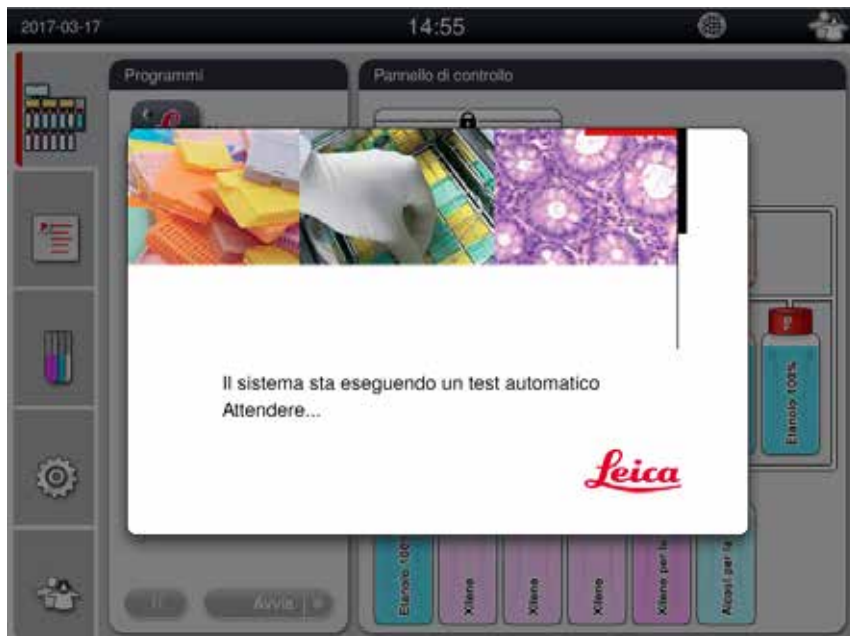 2017-03-17
14:55
Programmi
Pannello di controllo
Il sistema sta eseguendo un test automatico
Attendere...
Leica
Etanolo 100%
Avvia
Etanolo 100%
Xilene
Xilene
Xilene
Xilene per la
Alcool per la